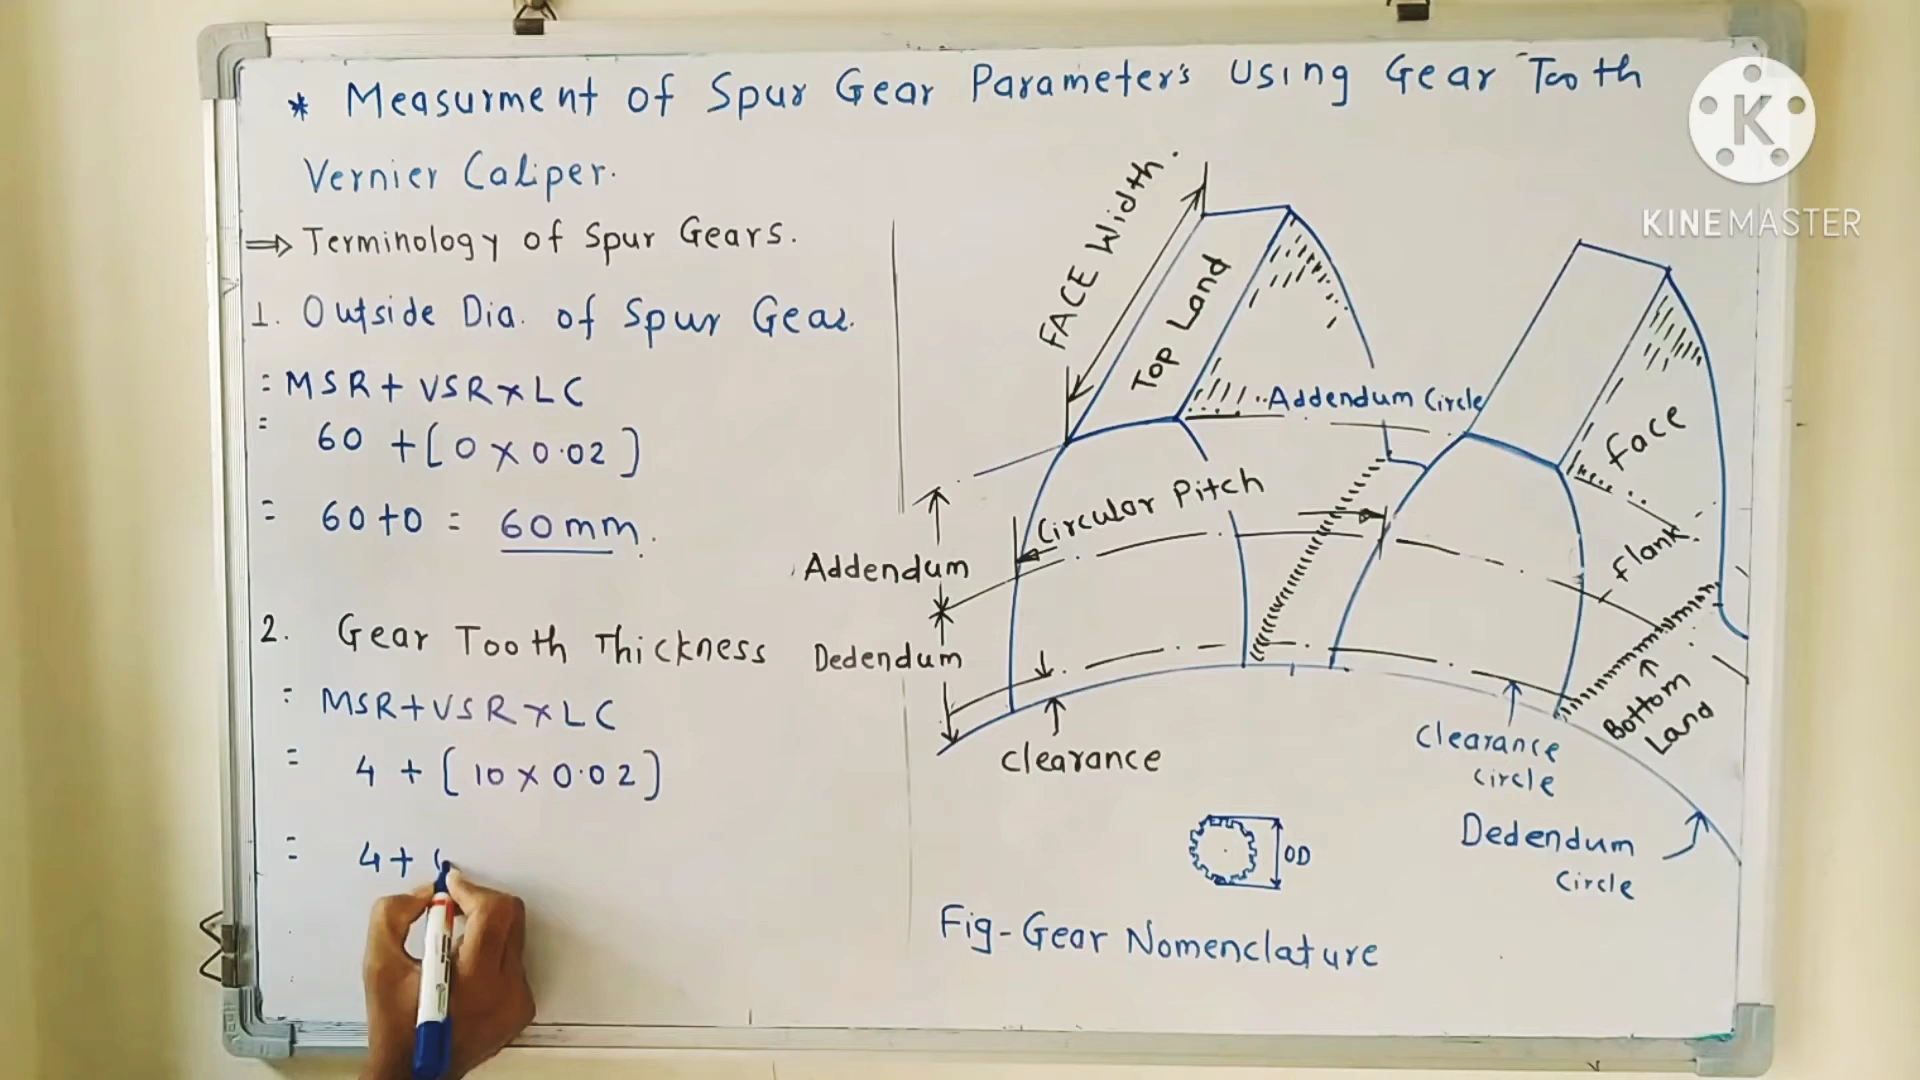 * Measurment of Spur Gear Parameter's Using Gear Tooth
Vernier Caliper.
⇒ Terminology of Spur Gears.
1. Outside Dia. of Spur Gear.
= MSR + VSR × LC
= 60 + [0 × 0.02]
= 60+0 = 60mm.
2. Gear Tooth Thickness
= MSR+VSR × LC
= 4 + [10 × 0.02]
= 4+
FACE Width.
Top Land
Addendum Circle
Face
Flank
Circular Pitch
Addendum
Dedendum
Clearance
Bottom
Land
Clearance
Circle
Dedendum
Circle
OD
Fig-Gear Nomenclature
K
KINEMASTER